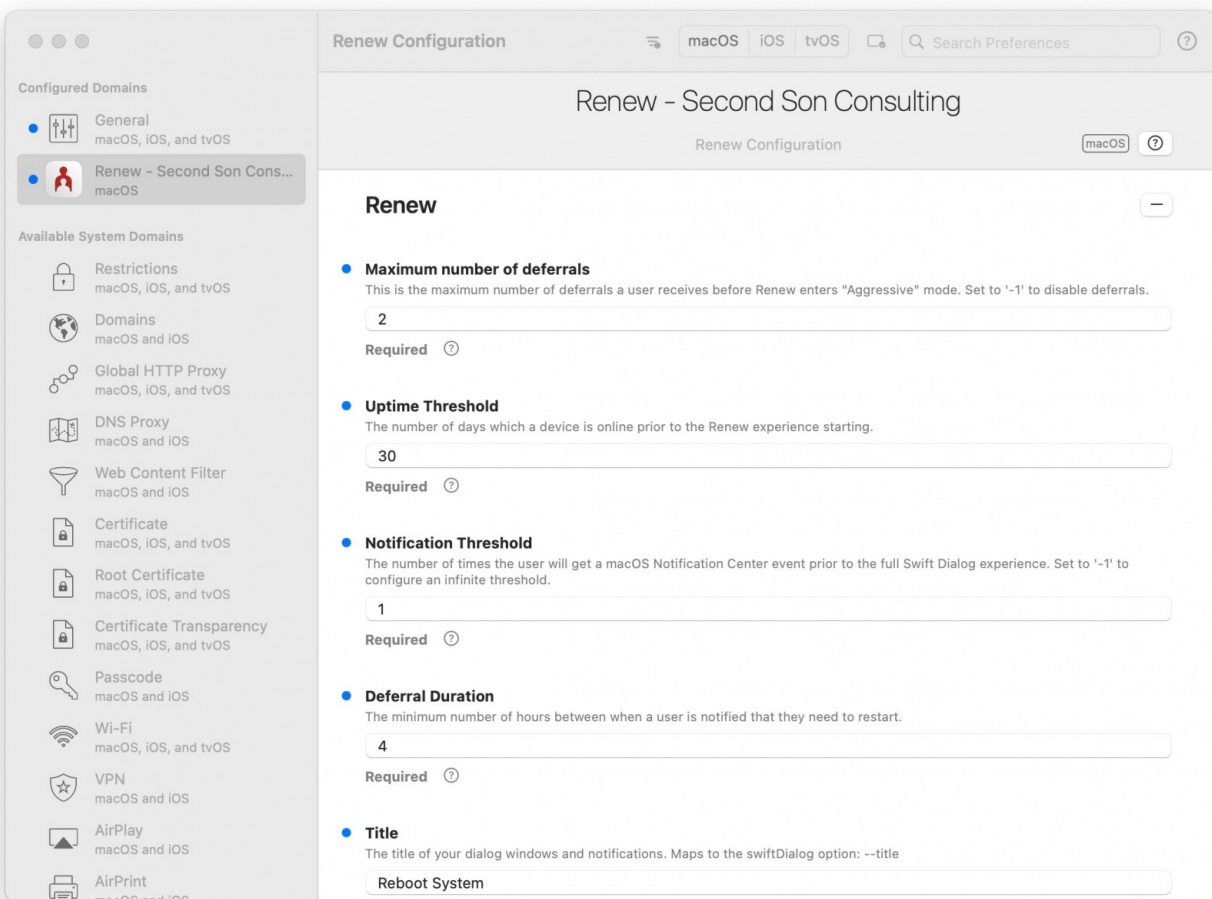 Renew Configuration
macOS
iOS
tvOS
Search Preferences
Configured Domains
General
macOS, iOS, and tvOS
Renew - Second Son Cons...
macOS
Available System Domains
Restrictions
macOS, iOS, and tvOS
Domains
macOS and iOS
Global HTTP Proxy
macOS, iOS, and tvOS
DNS Proxy
macOS and iOS
Web Content Filter
macOS and iOS
Certificate
macOS, iOS, and tvOS
Root Certificate
macOS, iOS, and tvOS
Certificate Transparency
macOS, iOS, and tvOS
Passcode
macOS and iOS
Wi-Fi
macOS, iOS, and tvOS
VPN
macOS and iOS
AirPlay
macOS and iOS
AirPrint
macOS and iOS
Renew - Second Son Consulting
Renew Configuration
macOS
Renew
Maximum number of deferrals
This is the maximum number of deferrals a user receives before Renew enters "Aggressive" mode. Set to '-1' to disable deferrals.
2
Required
Uptime Threshold
The number of days which a device is online prior to the Renew experience starting.
30
Required
Notification Threshold
The number of times the user will get a macOS Notification Center event prior to the full Swift Dialog experience. Set to '-1' to
configure an infinite threshold.
1
Required
Deferral Duration
The minimum number of hours between when a user is notified that they need to restart.
4
Required
Title
The title of your dialog windows and notifications. Maps to the swiftDialog option: --title
Reboot System